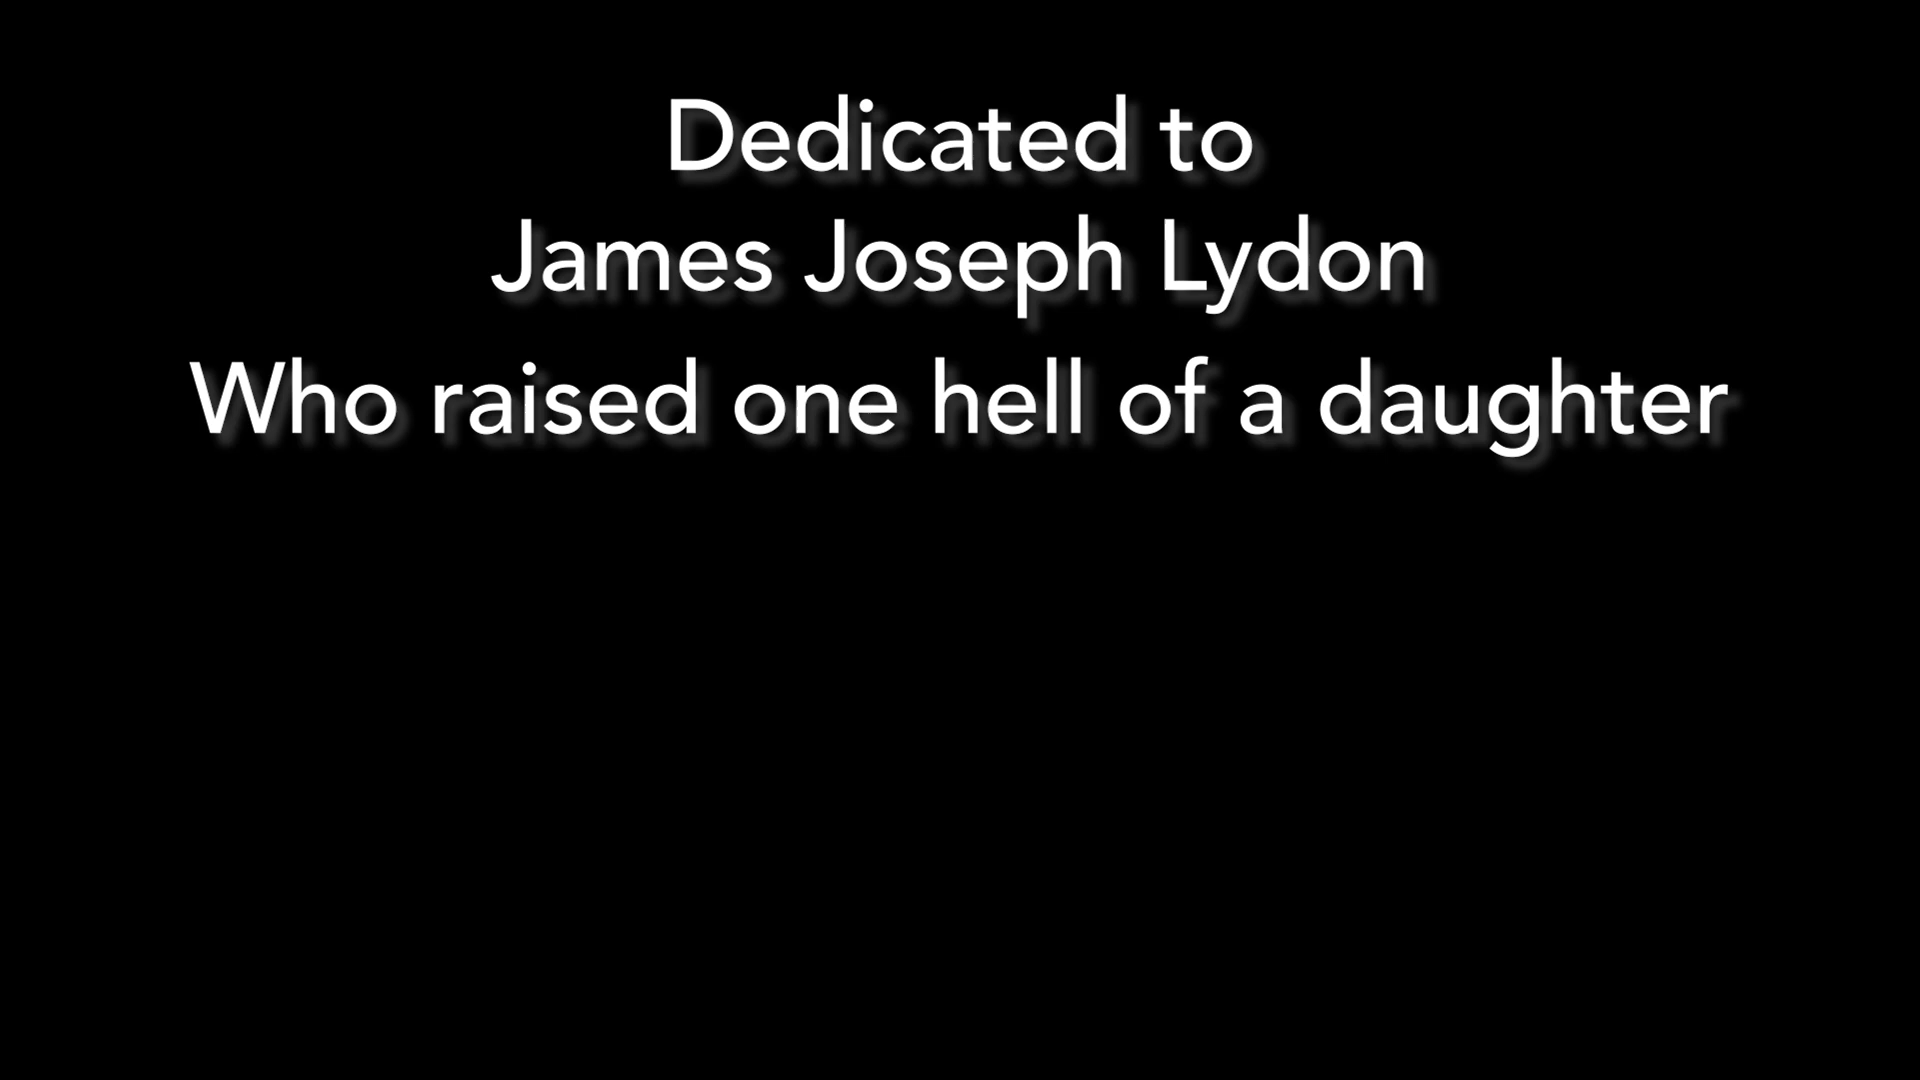 Dedicated to
James Joseph Lydon
Who raised one hell of a daughter